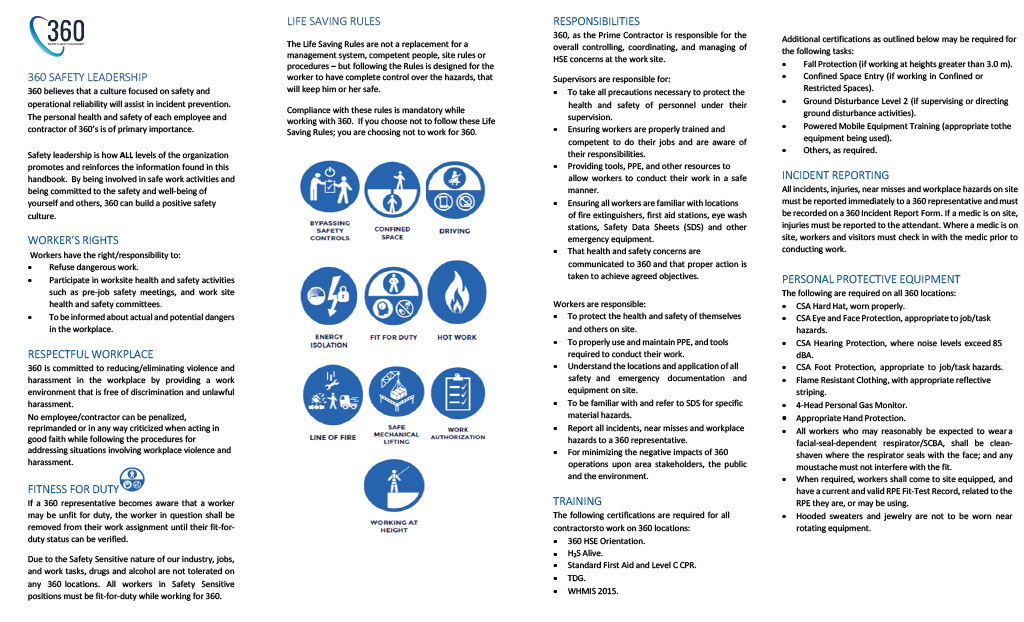 360
360 SAFETY LEADERSHIP
360 believes that a culture focused on safety and
operational reliability will assist in incident prevention.
The personal health and safety of each employee and
contractor of 360's is of primary importance.
Safety leadership is how ALL levels of the organization
promotes and reinforces the information found in this
handbook. By being involved in safe work activities and
being committed to the safety and well-being of
yourself and others, 360 can build a positive safety
culture.
WORKER'S RIGHTS
Workers have the right/responsibility to:
• Refuse dangerous work.
• Participate in worksite health and safety activities
such as pre-job safety meetings, and work site
health and safety committees.
• To be informed about actual and potential dangers
in the workplace.
RESPECTFUL WORKPLACE
360 is committed to reducing/eliminating violence and
harassment in the workplace by providing a work
environment that is free of discrimination and unlawful
harassment.
No employee/contractor can be penalized,
reprimanded or in any way criticized when acting in
good faith while following the procedures for
addressing situations involving workplace violence and
harassment.
FITNESS FOR DUTY
If a 360 representative becomes aware that a worker
may be unfit for duty, the worker in question shall be
removed from their work assignment until their fit-for-
duty status can be verified.
Due to the Safety Sensitive nature of our industry, jobs,
and work tasks, drugs and alcohol are not tolerated on
any 360 locations. All workers in Safety Sensitive
positions must be fit-for-duty while working for 360.
LIFE SAVING RULES
The Life Saving Rules are not a replacement for a
management system, competent people, site rules or
procedures – but following the Rules is designed for the
worker to have complete control over the hazards, that
will keep him or her safe.
Compliance with these rules is mandatory while
working with 360. If you choose not to follow these Life
Saving Rules; you are choosing not to work for 360.
BYPASSING
SAFETY
CONTROLS
CONFINED
SPACE
DRIVING
ENERGY
ISOLATION
FIT FOR DUTY
HOT WORK
LINE OF FIRE
SAFE
MECHANICAL
LIFTING
WORK
AUTHORIZATION
WORKING AT
HEIGHT
RESPONSIBILITIES
360, as the Prime Contractor is responsible for the
overall controlling, coordinating, and managing of
HSE concerns at the work site.
Supervisors are responsible for:
• To take all precautions necessary to protect the
health and safety of personnel under their
supervision.
• Ensuring workers are properly trained and
competent to do their jobs and are aware of
their responsibilities.
• Providing tools, PPE, and other resources to
allow workers to conduct their work in a safe
manner.
• Ensuring all workers are familiar with locations
of fire extinguishers, first aid stations, eye wash
stations, Safety Data Sheets (SDS) and other
emergency equipment.
• That health and safety concerns are
communicated to 360 and that proper action is
taken to achieve agreed objectives.
Workers are responsible:
• To protect the health and safety of themselves
and others on site.
• To properly use and maintain PPE, and tools
required to conduct their work.
• Understand the locations and application of all
safety and emergency documentation and
equipment on site.
• To be familiar with and refer to SDS for specific
material hazards.
• Report all incidents, near misses and workplace
hazards to a 360 representative.
• For minimizing the negative impacts of 360
operations upon area stakeholders, the public
and the environment.
TRAINING
The following certifications are required for all
contractorsto work on 360 locations:
• 360 HSE Orientation.
• H₂S Alive.
• Standard First Aid and Level C CPR.
• TDG.
• WHMIS 2015.
Additional certifications as outlined below may be required for
the following tasks:
• Fall Protection (if working at heights greater than 3.0 m).
• Confined Space Entry (if working in Confined or
Restricted Spaces).
• Ground Disturbance Level 2 (if supervising or directing
ground disturbance activities).
• Powered Mobile Equipment Training (appropriate tothe
equipment being used).
• Others, as required.
INCIDENT REPORTING
All incidents, injuries, near misses and workplace hazards on site
must be reported immediately to a 360 representative and must
be recorded on a 360 Incident Report Form. If a medic is on site,
injuries must be reported to the attendant. Where a medic is on
site, workers and visitors must check in with the medic prior to
conducting work.
PERSONAL PROTECTIVE EQUIPMENT
The following are required on all 360 locations:
• CSA Hard Hat, worn properly.
• CSA Eye and Face Protection, appropriate to job/task
hazards.
• CSA Hearing Protection, where noise levels exceed 85
dBA.
• CSA Foot Protection, appropriate to job/task hazards.
• Flame Resistant Clothing, with appropriate reflective
striping.
• 4-Head Personal Gas Monitor.
• Appropriate Hand Protection.
• All workers who may reasonably be expected to wear a
facial-seal-dependent respirator/SCBA, shall be clean-
shaven where the respirator seals with the face; and any
moustache must not interfere with the fit.
• When required, workers shall come to site equipped, and
have a current and valid RPE Fit-Test Record, related to the
RPE they are, or may be using.
• Hooded sweaters and jewelry are not to be worn near
rotating equipment.